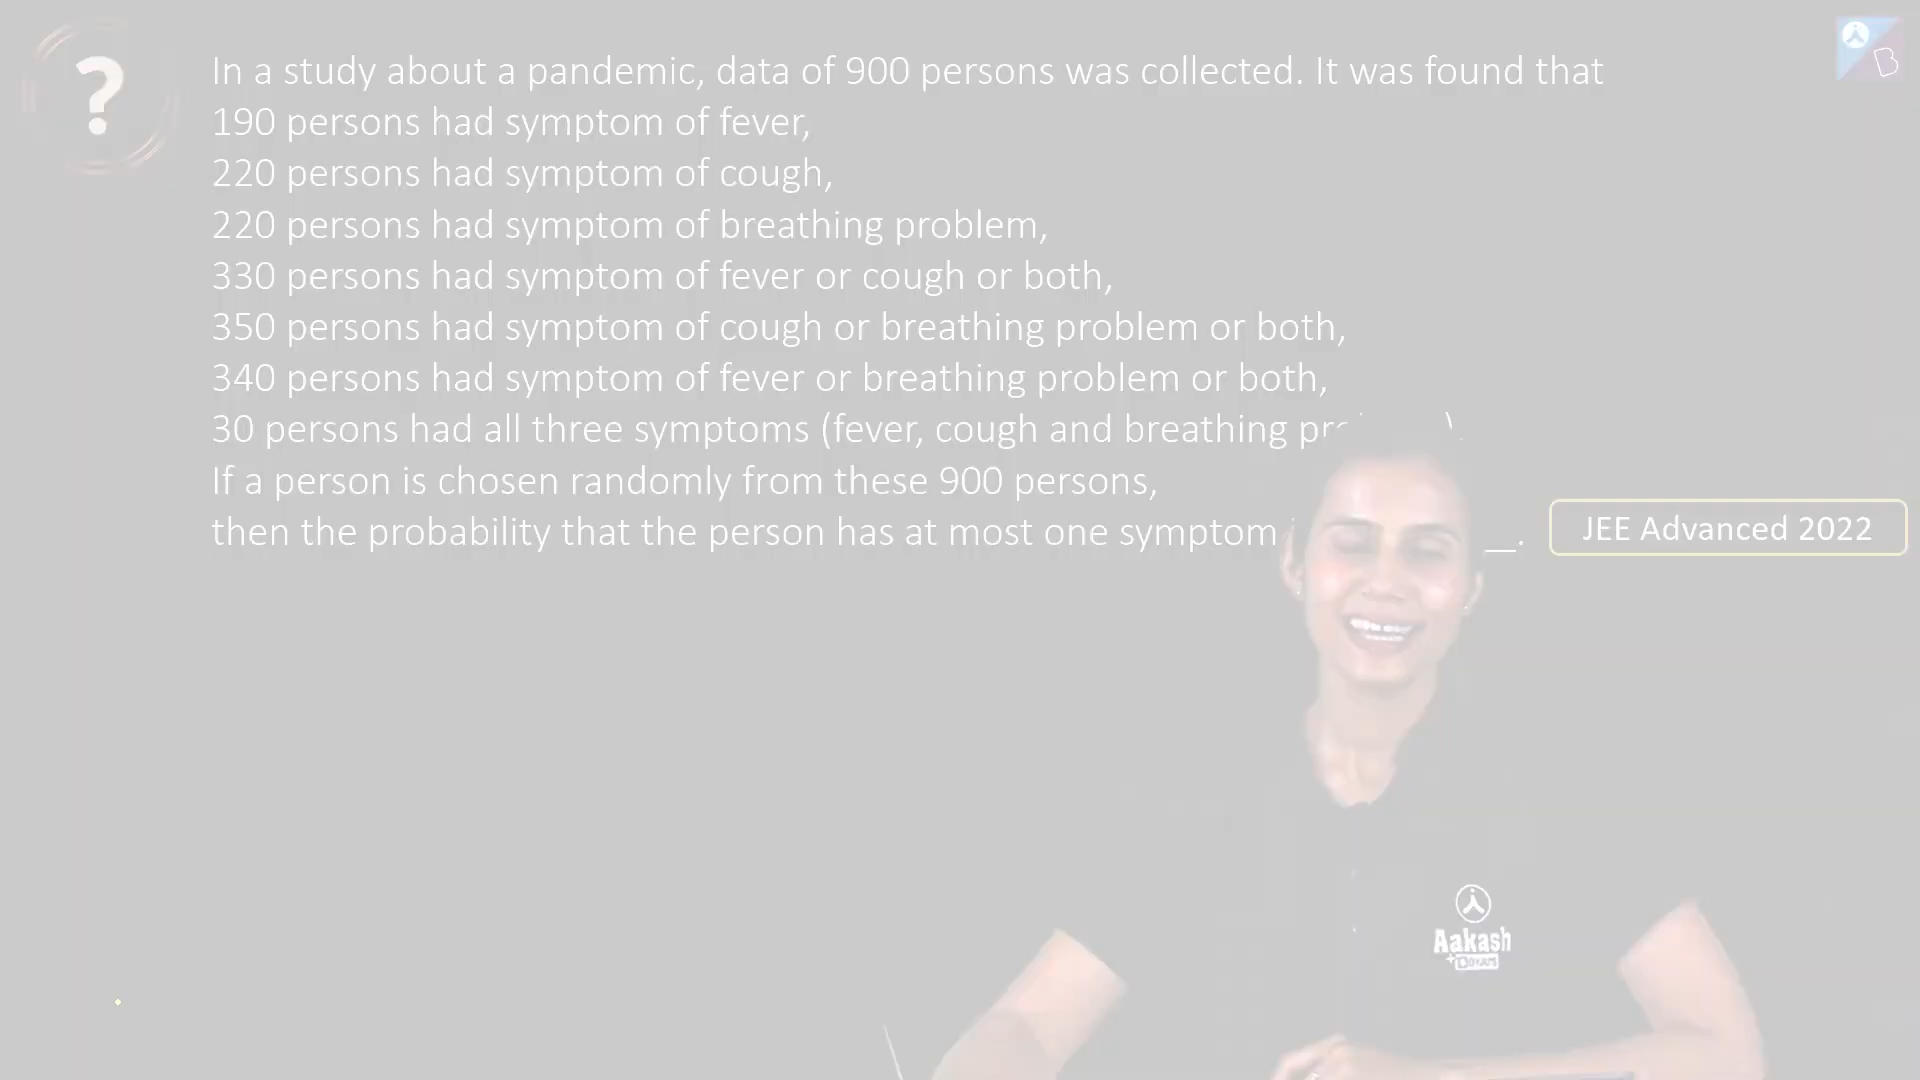 ?
In a study about a pandemic, data of 900 persons was collected. It was found that
190 persons had symptom of fever,
220 persons had symptom of cough,
220 persons had symptom of breathing problem,
330 persons had symptom of fever or cough or both,
350 persons had symptom of cough or breathing problem or both,
340 persons had symptom of fever or breathing problem or both,
30 persons had all three symptoms (fever, cough and breathing
If a person is chosen randomly from these 900 persons,
then the probability that the person has at most one symptom __.
JEE Advanced 2022
B
Aakash
+BYJU'S